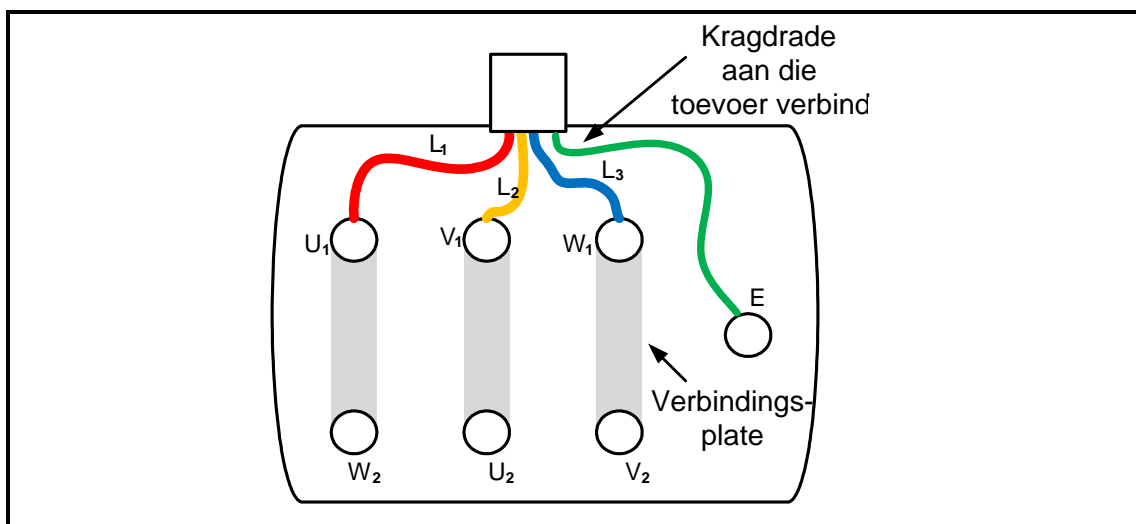 Kragdrade
aan die
toevoer verbind
L₁
L₂
L₃
U₁
V₁
W₁
E
Verbindings-
plate
W₂
U₂
V₂